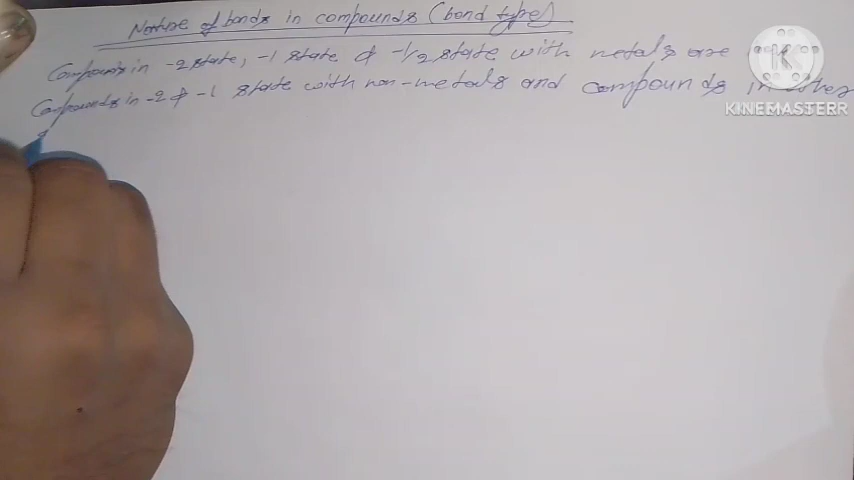 Nature of bonds in compounds (bond type)
Compounds in -2 state, -1 state & -1/2 state with metals are
Compounds in -2 & -1 state with non-metals and compounds in other
KINEMASTERR